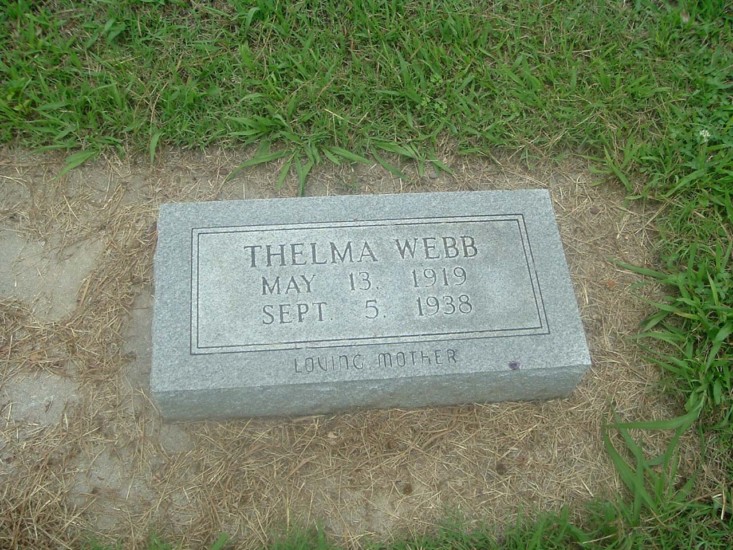 THELMA WEBB
MAY 13. 1919
SEPT. 5. 1938
LOVING MOTHER